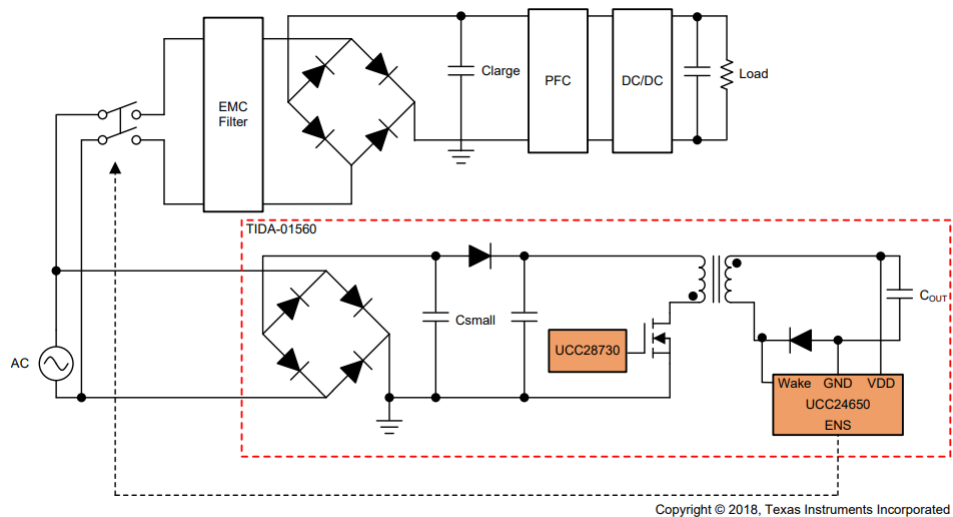 EMC
Filter
Clarge
PFC
DC/DC
Load
TIDA-01560
AC
Csmall
UCC28730
COUT
Wake GND VDD
UCC24650
ENS
Copyright © 2018, Texas Instruments Incorporated